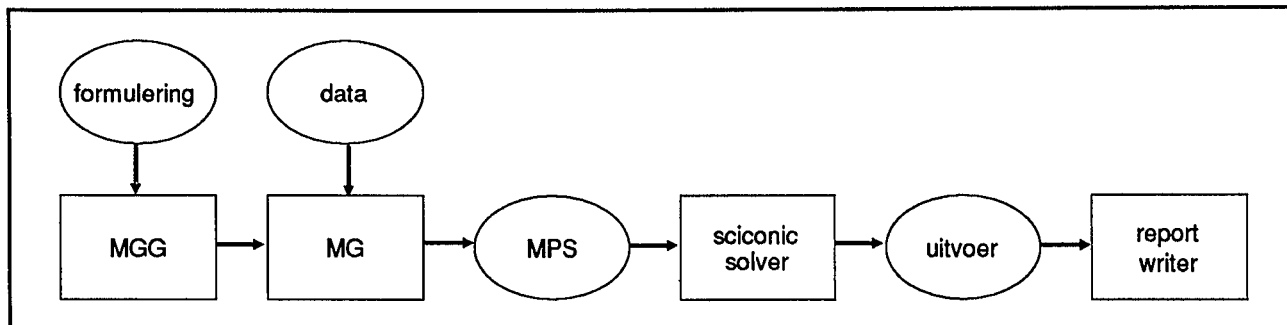 formulering
data
MGG
MG
MPS
sciconic
solver
uitvoer
report
writer